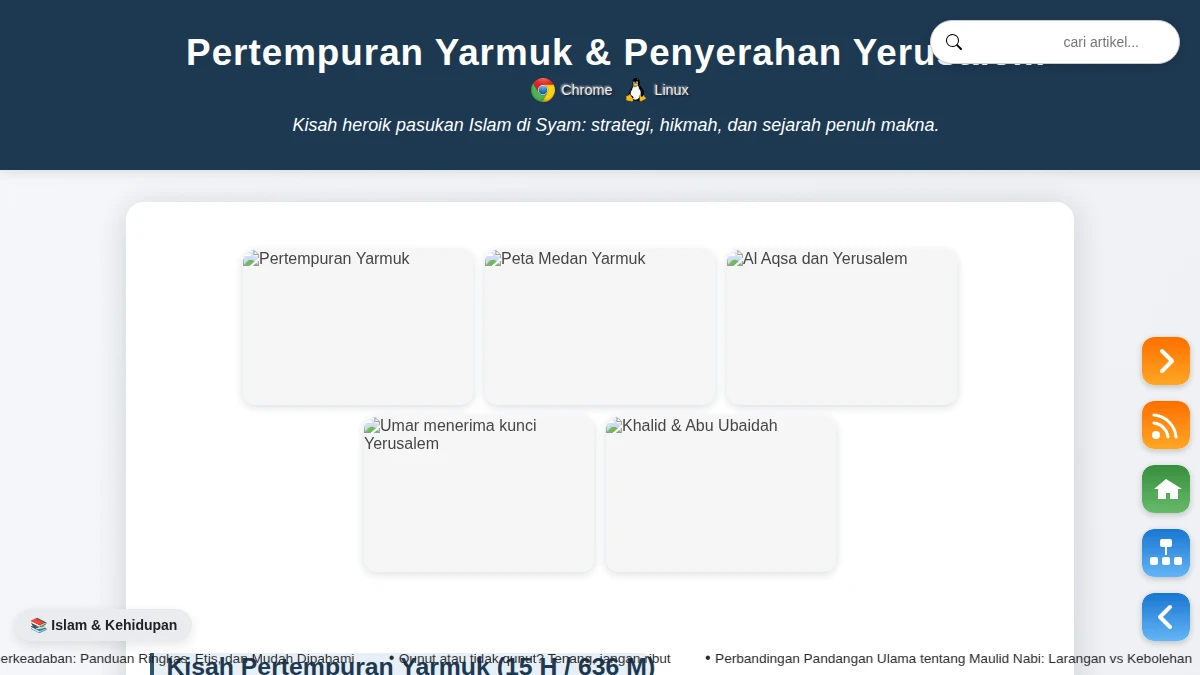 Pertempuran Yarmuk & Penyerahan Yeru
cari artikel...
Chrome Linux
Kisah heroik pasukan Islam di Syam: strategi, hikmah, dan sejarah penuh makna.
Pertempuran Yarmuk
Peta Medan Yarmuk
Al Aqsa dan Yerusalem
Umar menerima kunci
Yerusalem
Khalid & Abu Ubaidah
📚 Islam & Kehidupan
Kisah Pertempuran Yarmuk (15 H / 636 M)
erkeadaban: Panduan Ringkas, Etis, dan Mudah Dipahami • Qunut atau tidak qunut? Tenang, jangan ribut • Perbandingan Pandangan Ulama tentang Maulid Nabi: Larangan vs Kebolehan